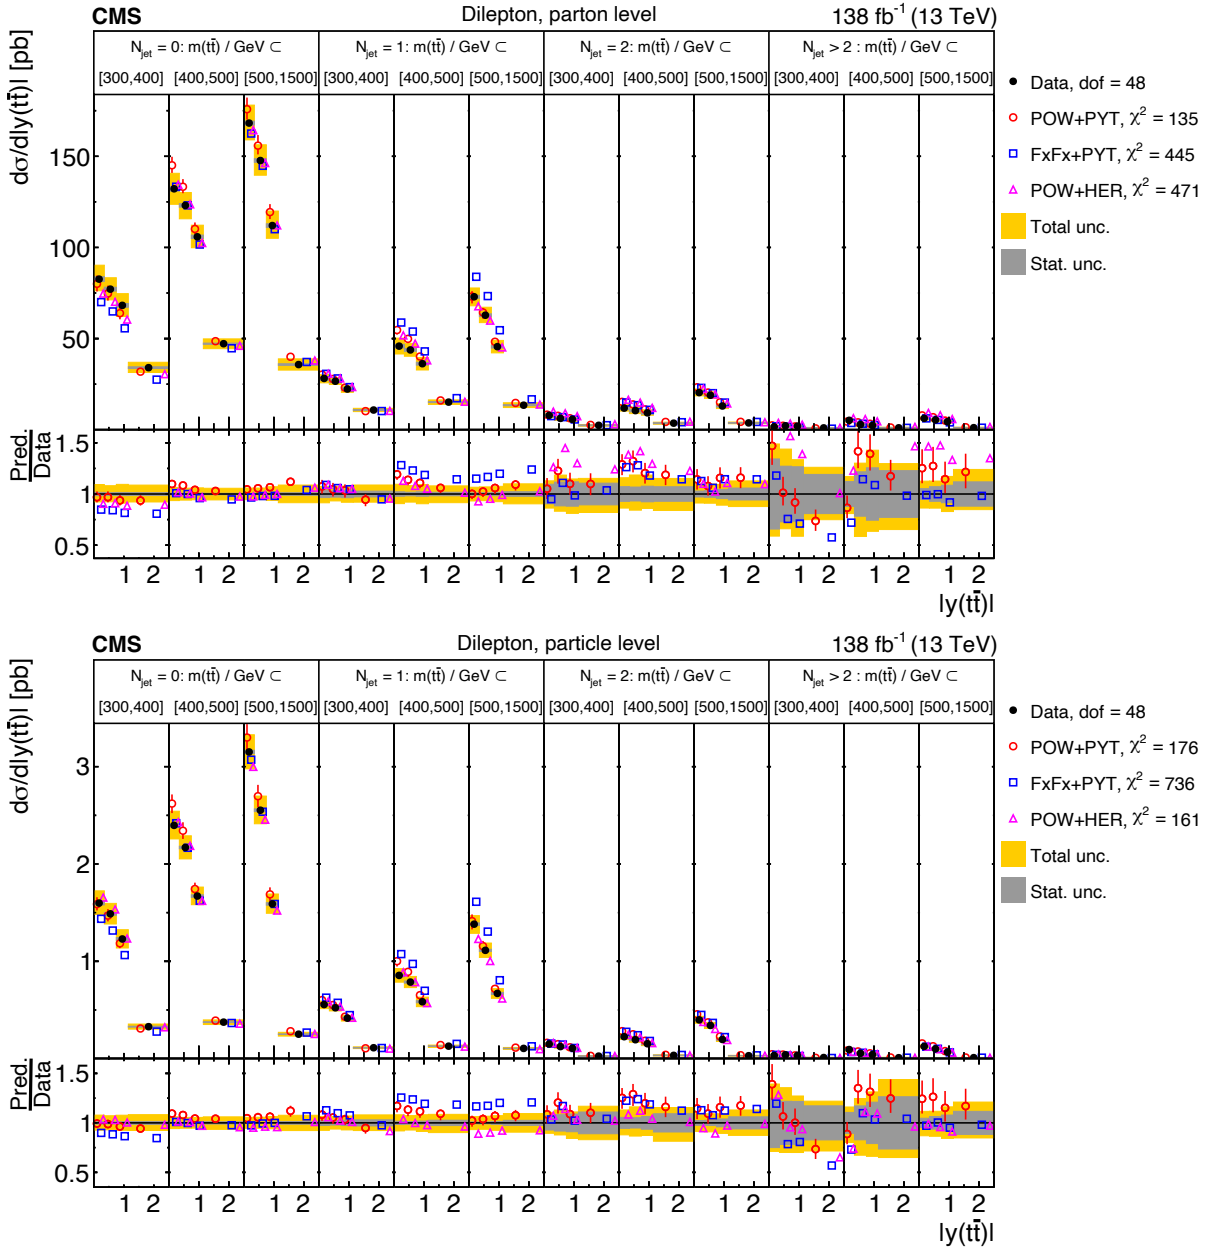 CMS Dilepton, parton level 138 fb⁻¹ (13 TeV)
N_jet = 0: m(tt̄) / GeV ⊂ N_jet = 1: m(tt̄) / GeV ⊂ N_jet = 2: m(tt̄) / GeV ⊂ N_jet > 2 : m(tt̄) / GeV ⊂
[300,400] [400,500] [500,1500] [300,400] [400,500] [500,1500] [300,400] [400,500] [500,1500] [300,400] [400,500] [500,1500]
dσ/d|y(tt̄)| [pb]
150
100
50
Data, dof = 48
POW+PYT, χ² = 135
FxFx+PYT, χ² = 445
POW+HER, χ² = 471
Total unc.
Stat. unc.
Pred.
Data
1.5
1
0.5
1 2 1 2 1 2 1 2 1 2 1 2 1 2 1 2 1 2 1 2 1 2 1 2
|y(tt̄)|
CMS Dilepton, particle level 138 fb⁻¹ (13 TeV)
N_jet = 0: m(tt̄) / GeV ⊂ N_jet = 1: m(tt̄) / GeV ⊂ N_jet = 2: m(tt̄) / GeV ⊂ N_jet > 2 : m(tt̄) / GeV ⊂
[300,400] [400,500] [500,1500] [300,400] [400,500] [500,1500] [300,400] [400,500] [500,1500] [300,400] [400,500] [500,1500]
dσ/d|y(tt̄)| [pb]
3
2
1
Data, dof = 48
POW+PYT, χ² = 176
FxFx+PYT, χ² = 736
POW+HER, χ² = 161
Total unc.
Stat. unc.
Pred.
Data
1.5
1
0.5
1 2 1 2 1 2 1 2 1 2 1 2 1 2 1 2 1 2 1 2 1 2 1 2
|y(tt̄)|